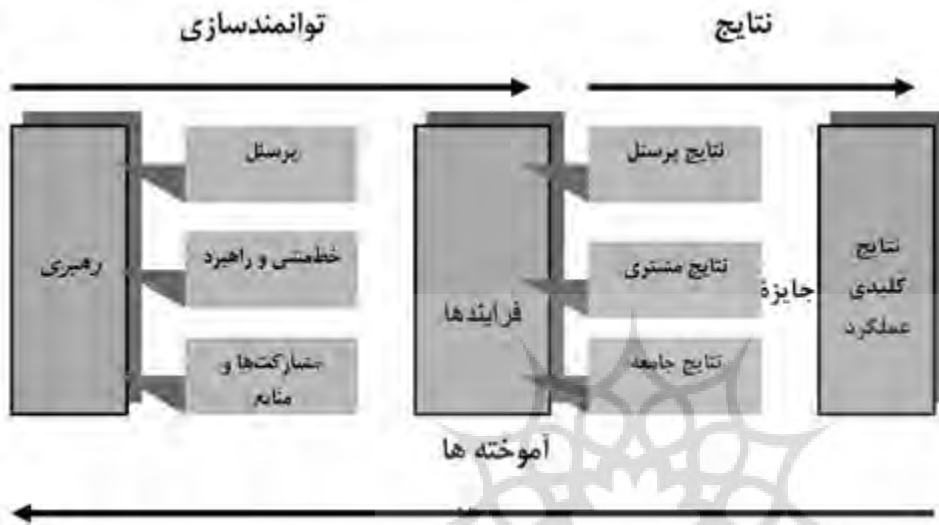 توانمندسازی
نتایج
رهبری
پرسنل
خط‌مشی و راهبرد
مشارکت‌ها و
منابع
فرایندها
نتایج پرسنل
نتایج مشتری
نتایج جامعه
جایزه
نتایج
کلیدی
عملکرد
آموخته ها